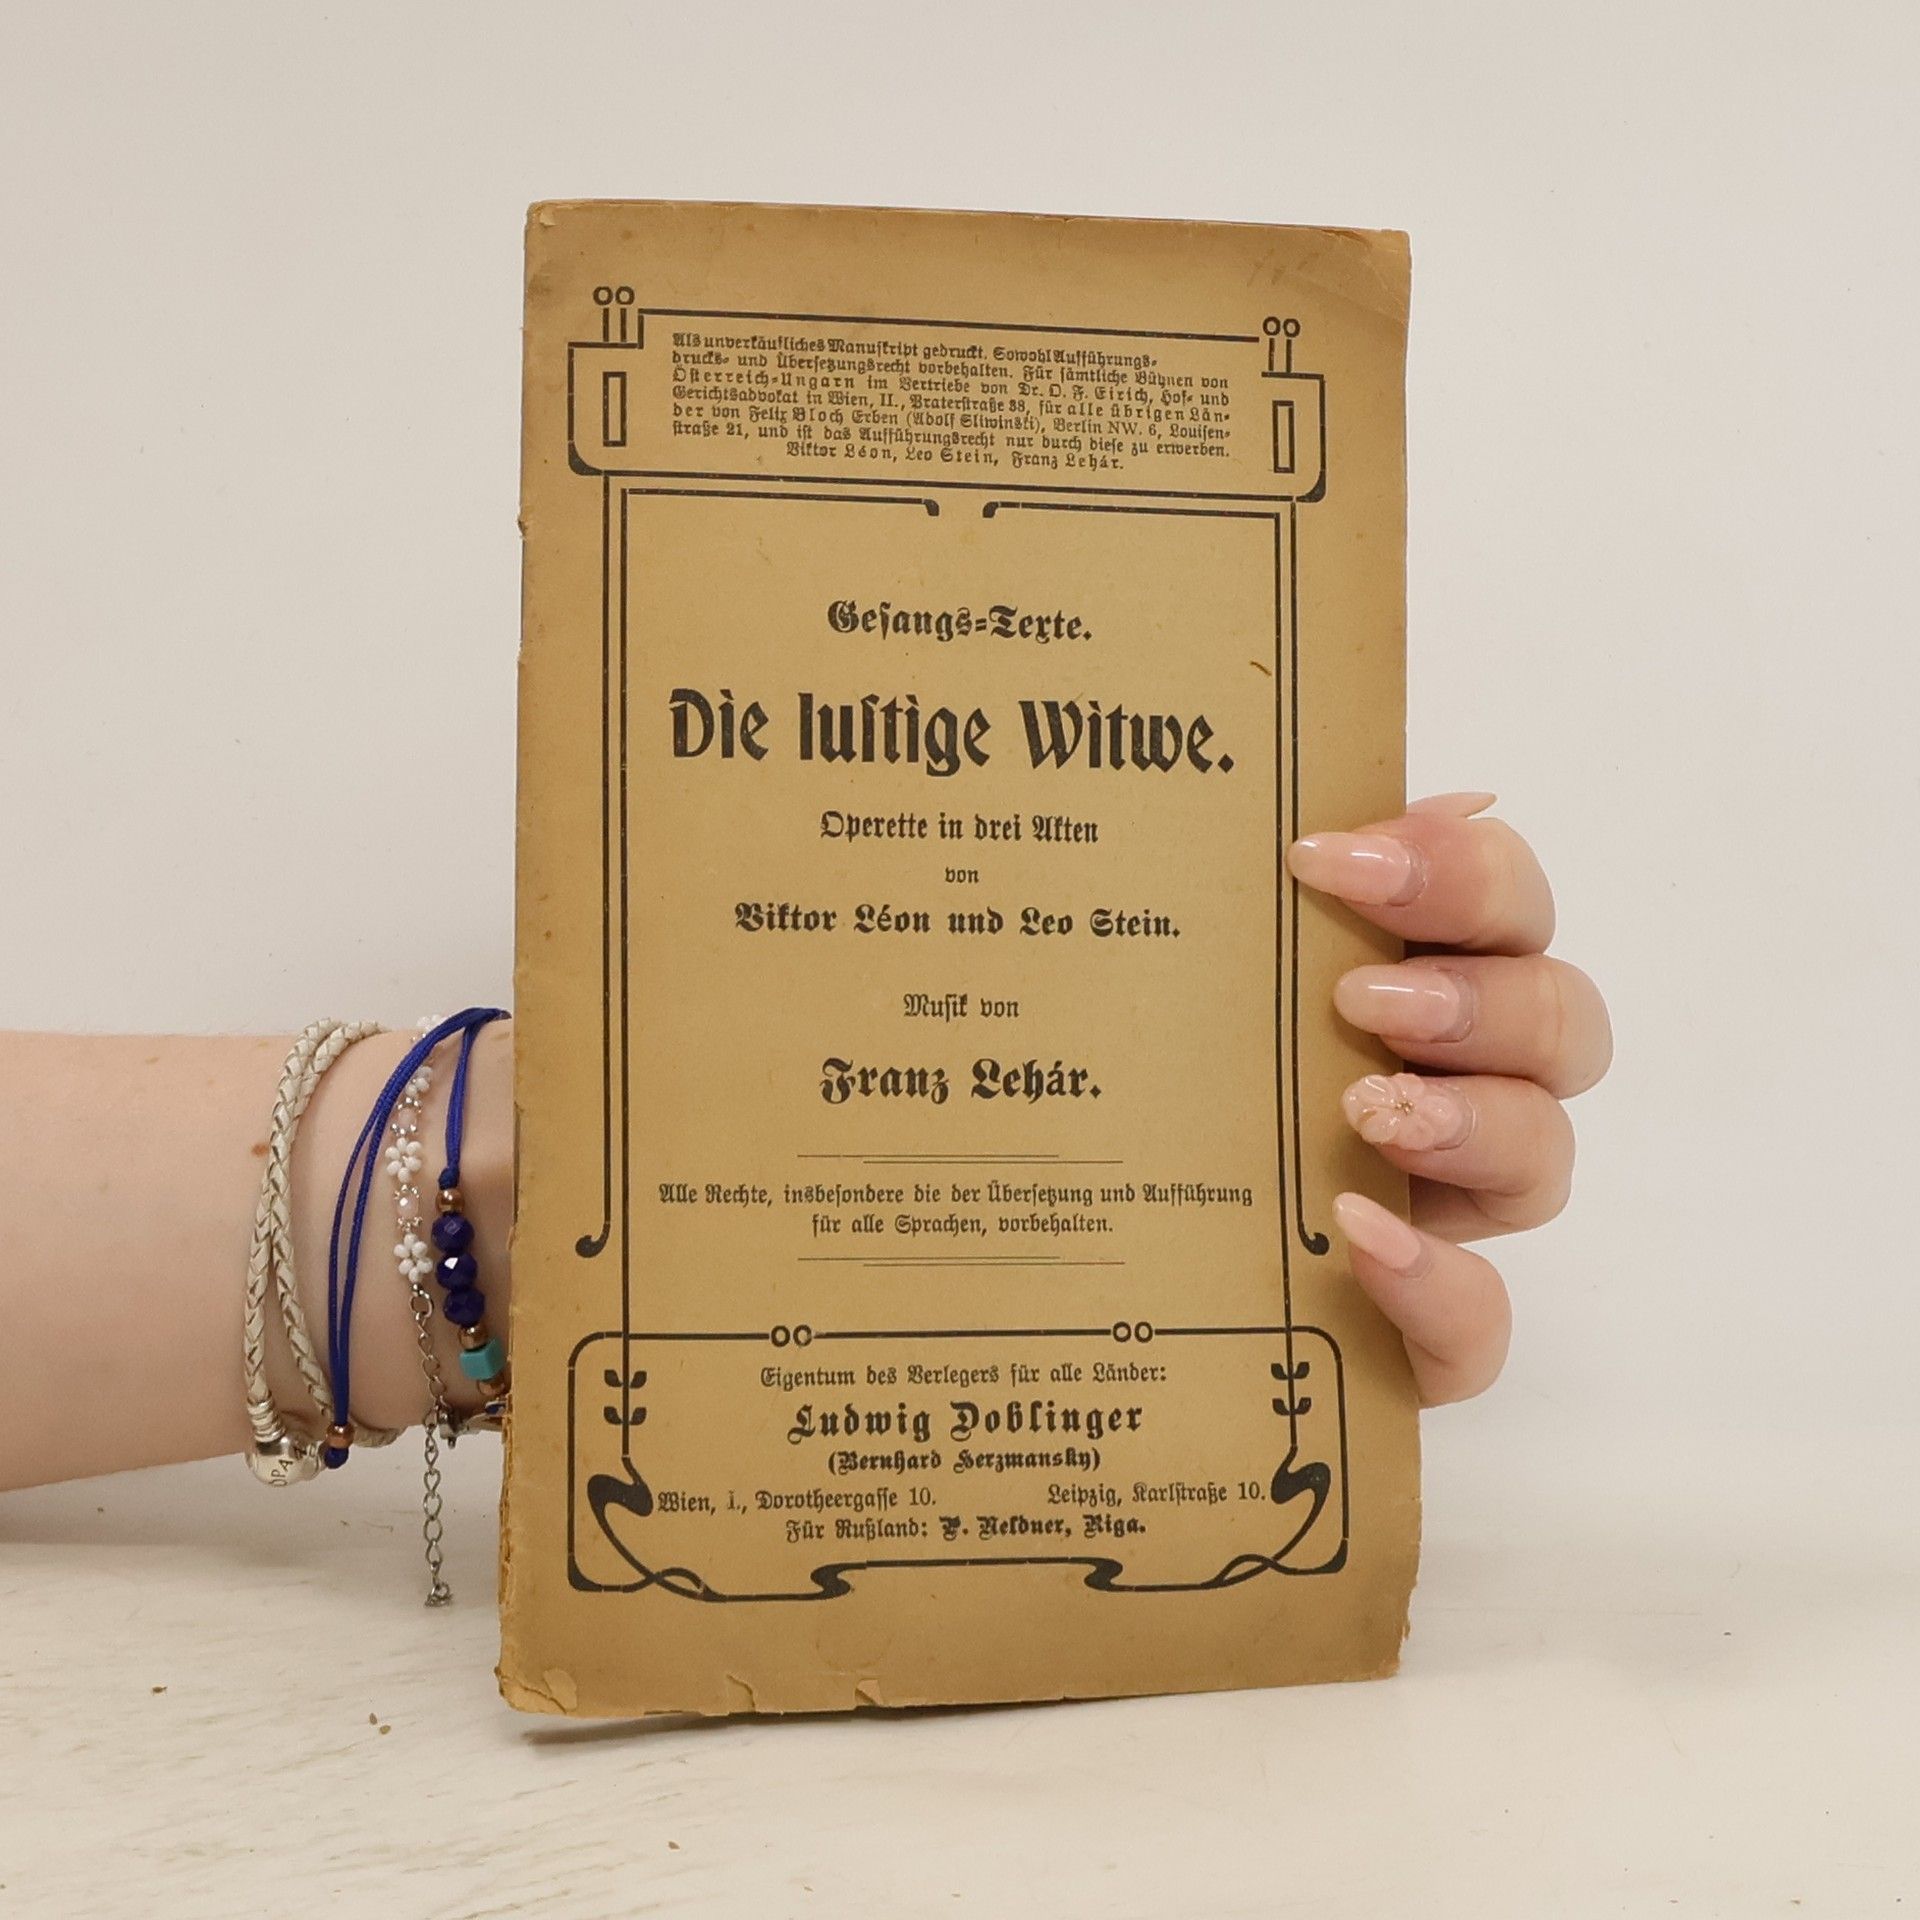 Als unverkäufliches Manuskript gedruckt. Sowohl Aufführungs-
drucks- und Übersetzungsrecht vorbehalten. Für sämtliche Bühnen von
Österreich-Ungarn im Vertriebe von Dr. O. F. Eirich, Hof- und
Gerichtsadvokat in Wien, II., Praterstraße 38, für alle übrigen Län-
der von Felix Bloch Erben (Adolf Sliwinski), Berlin NW. 6, Louisen-
straße 21, und ist das Aufführungsrecht nur durch diese zu erwerben.
Viktor Léon, Leo Stein, Franz Lehár.
Gesangs-Texte.
Die lustige Witwe.
Operette in drei Akten
von
Viktor Léon und Leo Stein.
Musik von
Franz Lehár.
Alle Rechte, insbesondere die der Übersetzung und Aufführung
für alle Sprachen, vorbehalten.
Eigentum des Verlegers für alle Länder:
Ludwig Doblinger
(Bernhard Herzmansky)
Wien, I., Dorotheergasse 10. Leipzig, Karlstraße 10.
Für Rußland: P. Neldner, Riga.